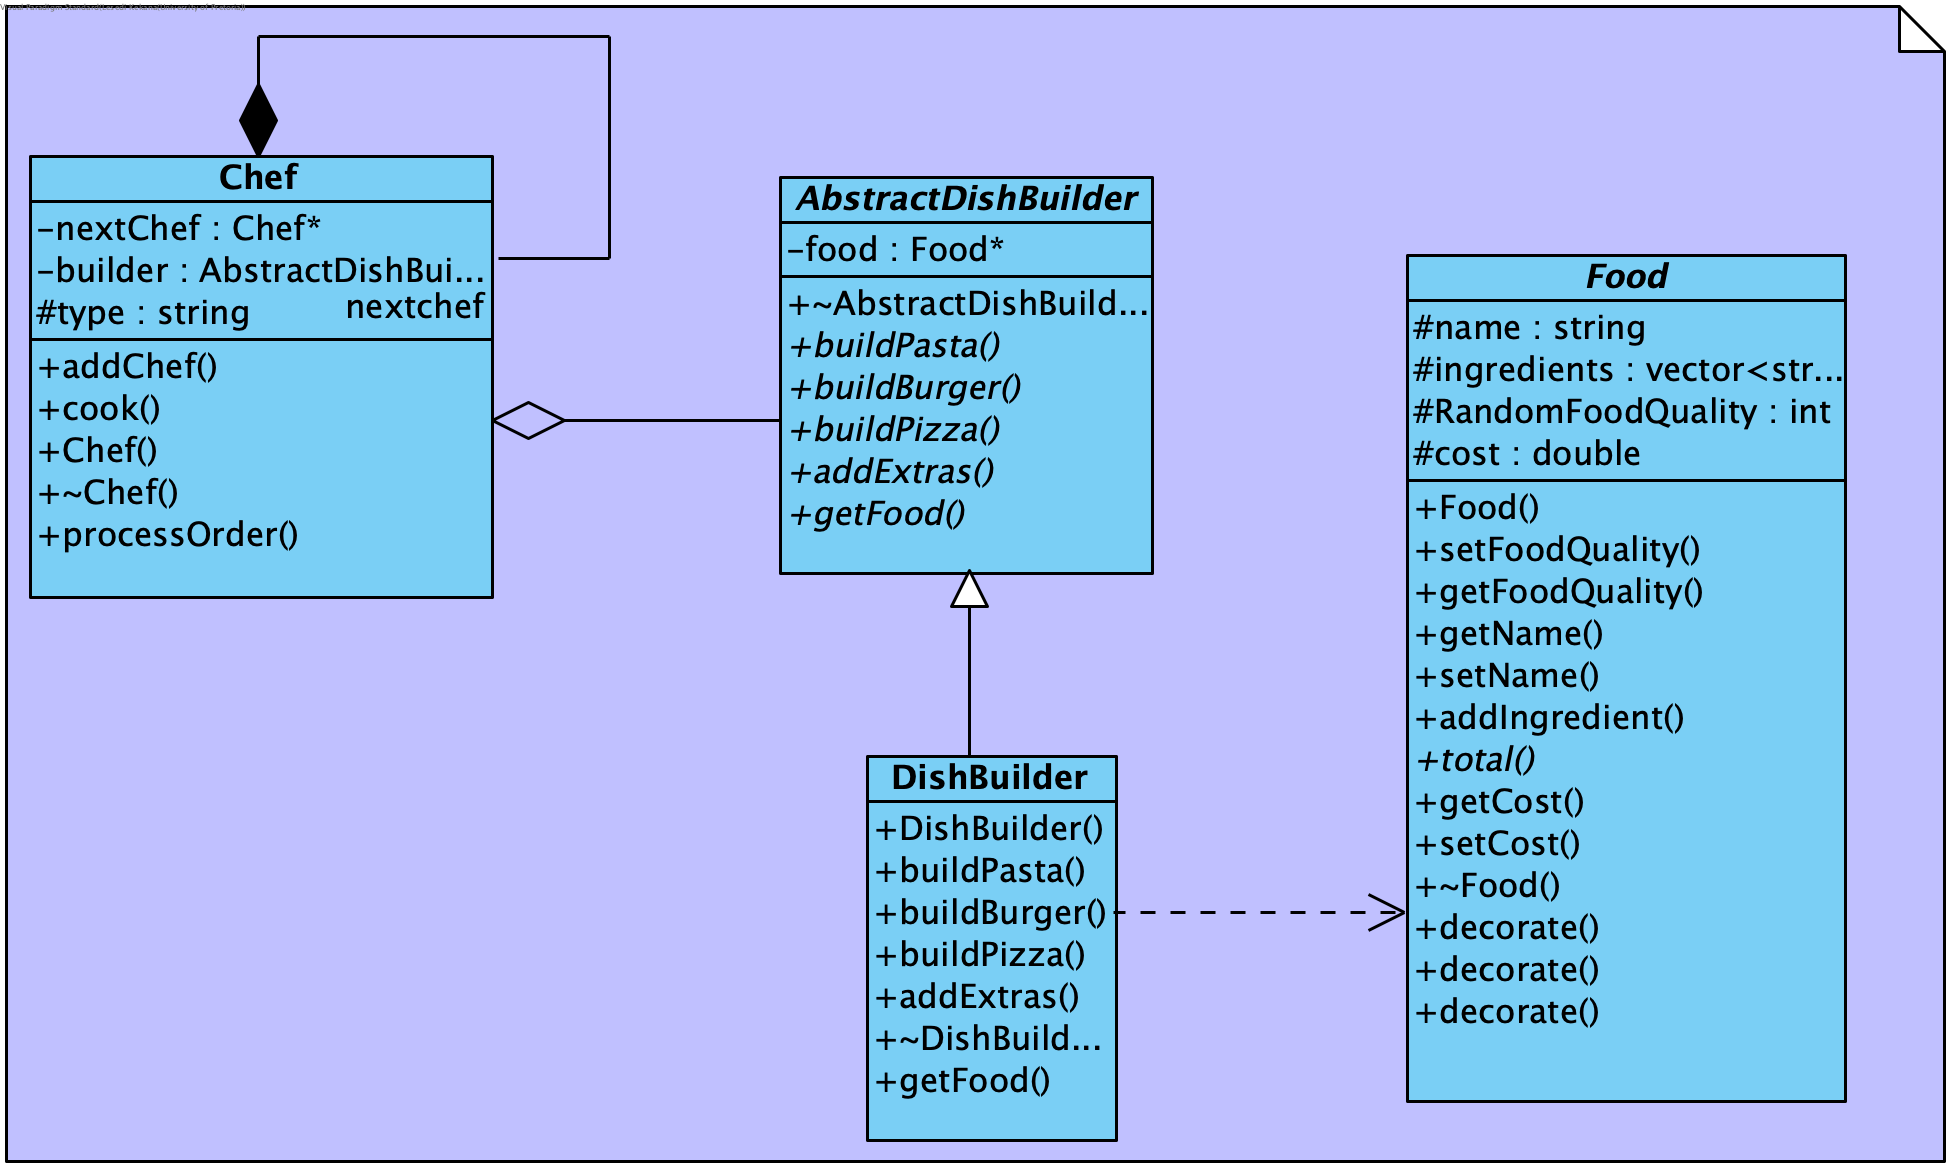 Chef
-nextChef : Chef*
-builder : AbstractDishBui...
#type : string
nextchef
+addChef()
+cook()
+Chef()
+~Chef()
+processOrder()
AbstractDishBuilder
-food : Food*
+~AbstractDishBuild...
+buildPasta()
+buildBurger()
+buildPizza()
+addExtras()
+getFood()
DishBuilder
+DishBuilder()
+buildPasta()
+buildBurger()
+buildPizza()
+addExtras()
+~DishBuild...
+getFood()
Food
#name : string
#ingredients : vector<str...
#RandomFoodQuality : int
#cost : double
+Food()
+setFoodQuality()
+getFoodQuality()
+getName()
+setName()
+addIngredient()
+total()
+getCost()
+setCost()
+~Food()
+decorate()
+decorate()
+decorate()